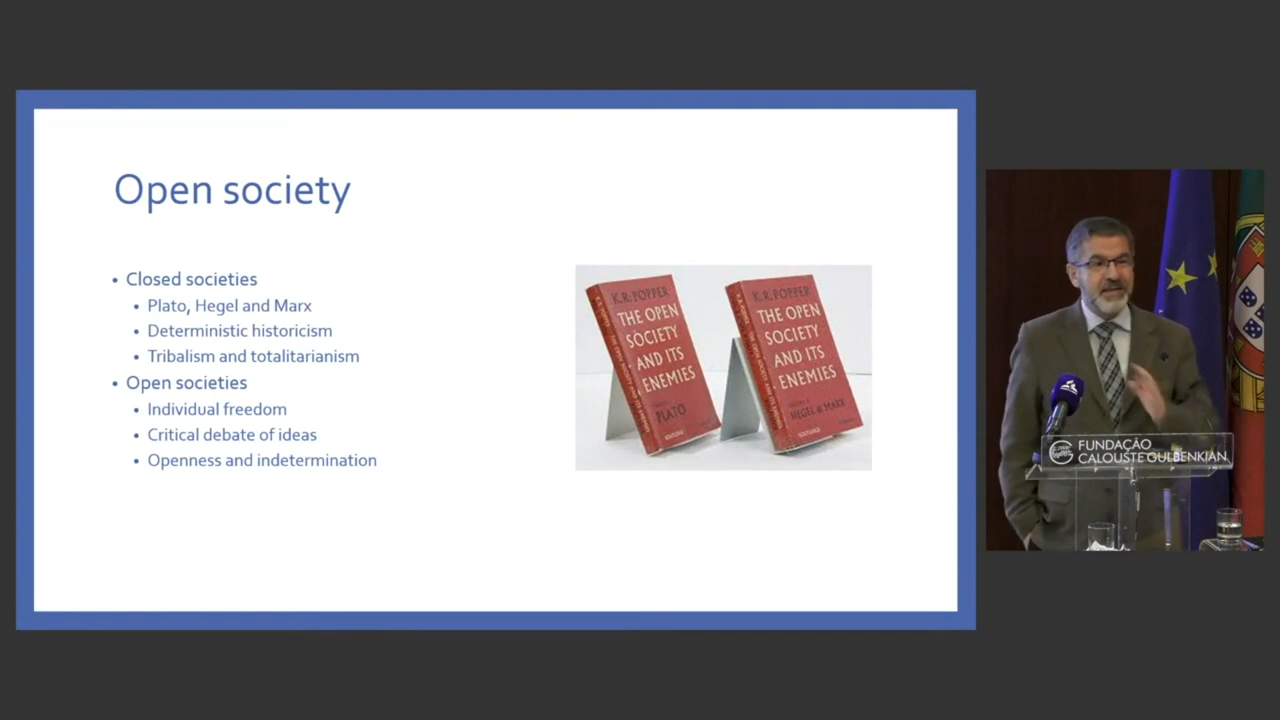 Open society
• Closed societies
• Plato, Hegel and Marx
• Deterministic historicism
• Tribalism and totalitarianism
• Open societies
• Individual freedom
• Critical debate of ideas
• Openness and indetermination
K.R. POPPER
THE OPEN
SOCIETY
AND ITS
ENEMIES
PLATO
K.R. POPPER
THE OPEN
SOCIETY
AND ITS
ENEMIES
HEGEL & MARX
FUNDAÇÃO
CALOUSTE GULBENKIAN